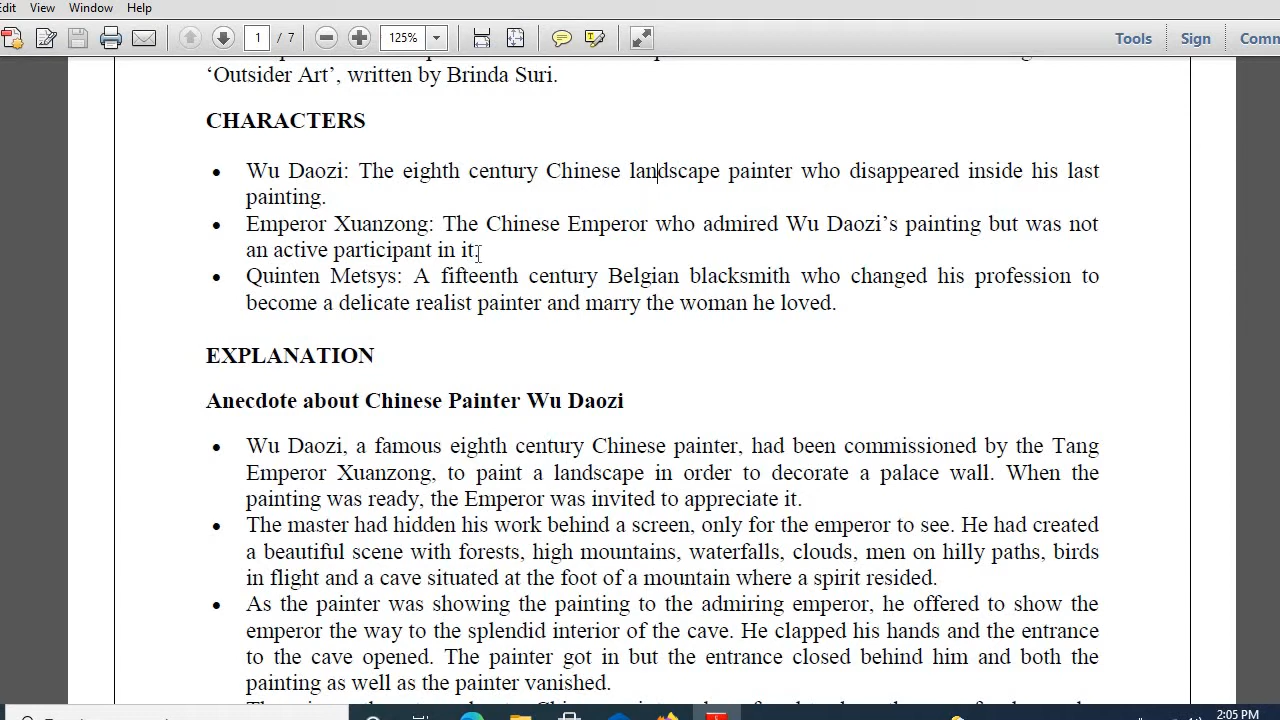 Edit View Window Help
1 / 7 125% Tools Sign Comm
‘Outsider Art’, written by Brinda Suri.
CHARACTERS
• Wu Daozi: The eighth century Chinese landscape painter who disappeared inside his last
painting.
• Emperor Xuanzong: The Chinese Emperor who admired Wu Daozi’s painting but was not
an active participant in it.
• Quinten Metsys: A fifteenth century Belgian blacksmith who changed his profession to
become a delicate realist painter and marry the woman he loved.
EXPLANATION
Anecdote about Chinese Painter Wu Daozi
• Wu Daozi, a famous eighth century Chinese painter, had been commissioned by the Tang
Emperor Xuanzong, to paint a landscape in order to decorate a palace wall. When the
painting was ready, the Emperor was invited to appreciate it.
• The master had hidden his work behind a screen, only for the emperor to see. He had created
a beautiful scene with forests, high mountains, waterfalls, clouds, men on hilly paths, birds
in flight and a cave situated at the foot of a mountain where a spirit resided.
• As the painter was showing the painting to the admiring emperor, he offered to show the
emperor the way to the splendid interior of the cave. He clapped his hands and the entrance
to the cave opened. The painter got in but the entrance closed behind him and both the
painting as well as the painter vanished.
2:05 PM